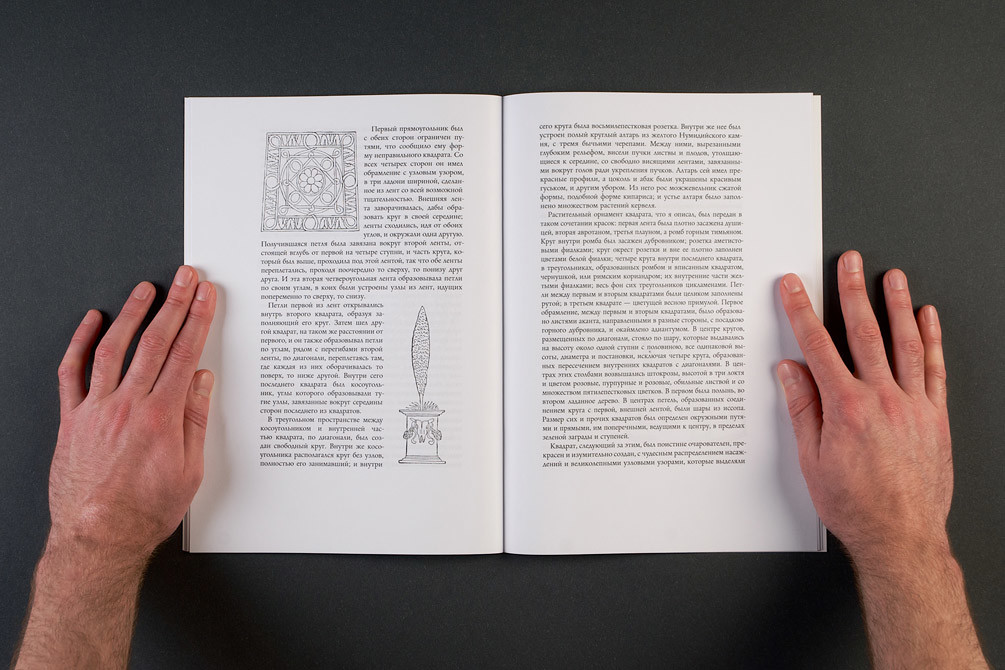 Первый прямоугольник был
с обеих сторон ограничен пу-
тями, что сообщило ему фор-
му неправильного квадрата. Со
всех четырех сторон он имел
обрамление с узловым узором,
в три ладони шириной, сделан-
ное из лент со всей возможной
тщательностью. Внешняя лен-
та заворачивалась, дабы обра-
зовать круг в своей середине;
ленты сходились, идя от обоих
углов, и окружали одна другую.
Получившаяся петля была завязана вокруг второй ленты, от-
стоящей вглубь от первой на четыре ступни, и часть круга, ко-
торый был выше, проходила под этой лентой, так что обе ленты
переплетались, проходя поочередно то сверху, то понизу друг
друга. И эта вторая четвероугольная лента образовывала петли
по своим углам, в коих были устроены узлы из лент, идущих
попеременно то сверху, то снизу.
Петли первой из лент открывались
внутрь второго квадрата, образуя за-
полняющий его круг. Затем шел дру-
гой квадрат, на таком же расстоянии от
первого, и он также образовывал петли
по углам, рядом с перегибами второй
ленты, по диагонали, переплетаясь там,
где каждая из них оборачивалась то
поверх, то ниже другой. Внутри сего
последнего квадрата был косоуголь-
ник, углы которого образовывали ту-
гие узлы, завязанные вокруг середины
сторон последнего из квадратов.
В треугольном пространстве между
косоугольником и внутренней час-
тью квадрата, по диагонали, был соз-
дан свободный круг. Внутри же косо-
угольника располагался круг без узлов,
полностью его занимавший; и внутри
сего круга была восьмилепестковая розетка. Внутри же нее был
устроен полый круглый алтарь из желтого Нумидийского кам-
ня, с тремя бычьими черепами. Между ними, вырезанными
глубоким рельефом, висели пучки листвы и плодов, утолщаю-
щиеся к середине, со свободно висящими лентами, завязанны-
ми вокруг голов ради укрепления пучков. Алтарь сей имел пре-
красные профили, а цоколь и абак были украшены красивым
гуськом, и другим убором. Из него рос можжевельник сжатой
формы, подобной форме кипариса; и устье алтаря было запол-
нено множеством растений кервеля.
Растительный орнамент квадрата, что я описал, был передан в
таком сочетании красок: первая лента была плотно засажена души-
цей, вторая авротаном, третья плауном, а ромб горным тимьяном.
Круг внутри ромба был засажен дубровником; розетка аметисто-
выми фиалками; круг окрест розетки и вне ее плотно заполнен
цветами белой фиалки; четыре круга внутри последнего квадрата,
в треугольниках, образованных ромбом и вписанным квадратом,
чернушкой, или римским кориандром; их внутренние части жел-
тыми фиалками; весь фон сих треугольников цикламенами. Пет-
ли между первым и вторым квадратами были целиком заполнены
рутой; в третьем квадрате — цветущей весною примулой. Первое
обрамление, между первым и вторым квадратами, было образова-
но листами аканта, направленными в разные стороны, с посадкою
горного дубровника, и окаймлено адиантумом. В центре кругов,
размещенных по диагонали, стояло по шару, которые выдавались
на высоту около одной ступни с половиною, все одинаковой вы-
соты, диаметра и постановки, исключая четыре круга, образован-
ных пересечением внутренних квадратов с диагоналями. В цен-
трах этих столбами возвышались штокрозы, высотой в три локтя
и цветом розовые, пурпурные и розовые, обильные листвой и со
множеством пятилепестковых цветков. В первом была полынь, во
втором ладанное дерево. В центрах петель, образованных соеди-
нением круга с первой, внешней лентой, были шары из иссопа.
Размер сих и прочих квадратов был определен окружными путя-
ми и прямыми, им поперечными, ведущими к центру, в пределах
зеленой заграды и ступеней.
Квадрат, следующий за этим, был поистине очарователен, пре-
красен и изумительно создан, с чудесным распределением насаж-
дений и великолепными узловыми узорами, которые выделяли